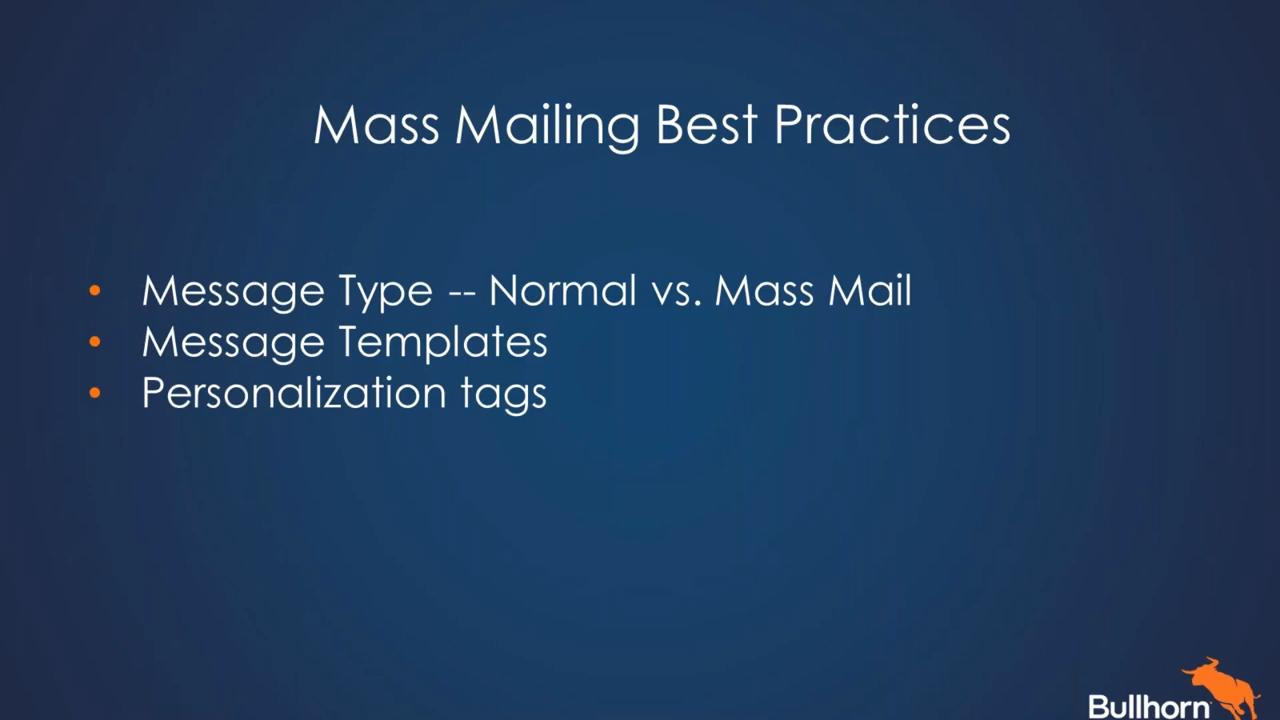 Mass Mailing Best Practices
• Message Type -- Normal vs. Mass Mail
• Message Templates
• Personalization tags
Bullhorn